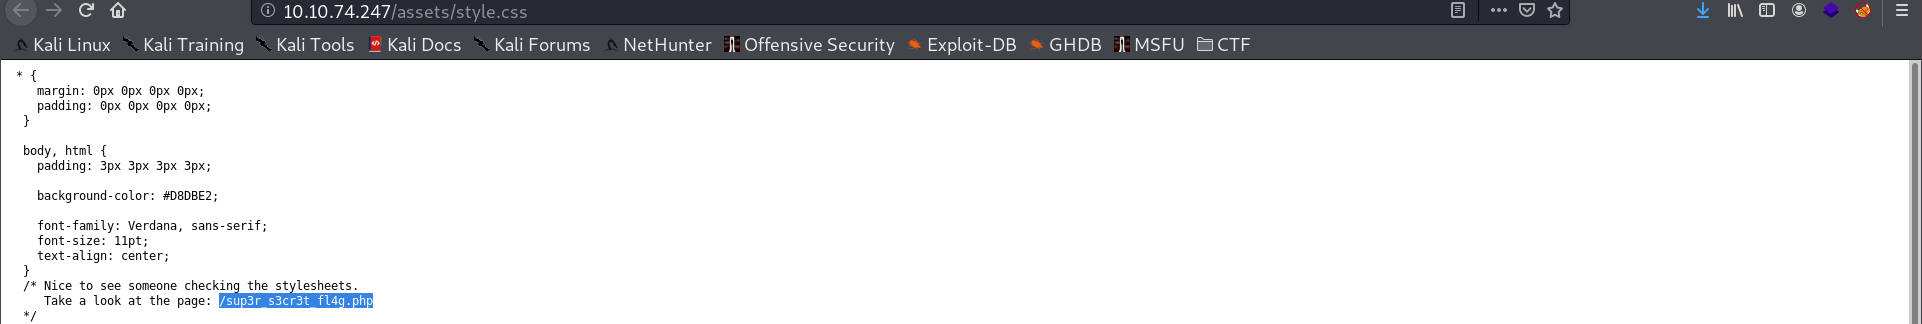 10.10.74.247/assets/style.css
Kali Linux Kali Training Kali Tools Kali Docs Kali Forums NetHunter Offensive Security Exploit-DB GHDB MSFU CTF
* {
margin: 0px 0px 0px 0px;
padding: 0px 0px 0px 0px;
}
body, html {
padding: 3px 3px 3px 3px;
background-color: #D8DBE2;
font-family: Verdana, sans-serif;
font-size: 11pt;
text-align: center;
}
/* Nice to see someone checking the stylesheets.
Take a look at the page: /sup3r_s3cr3t_fl4g.php
*/